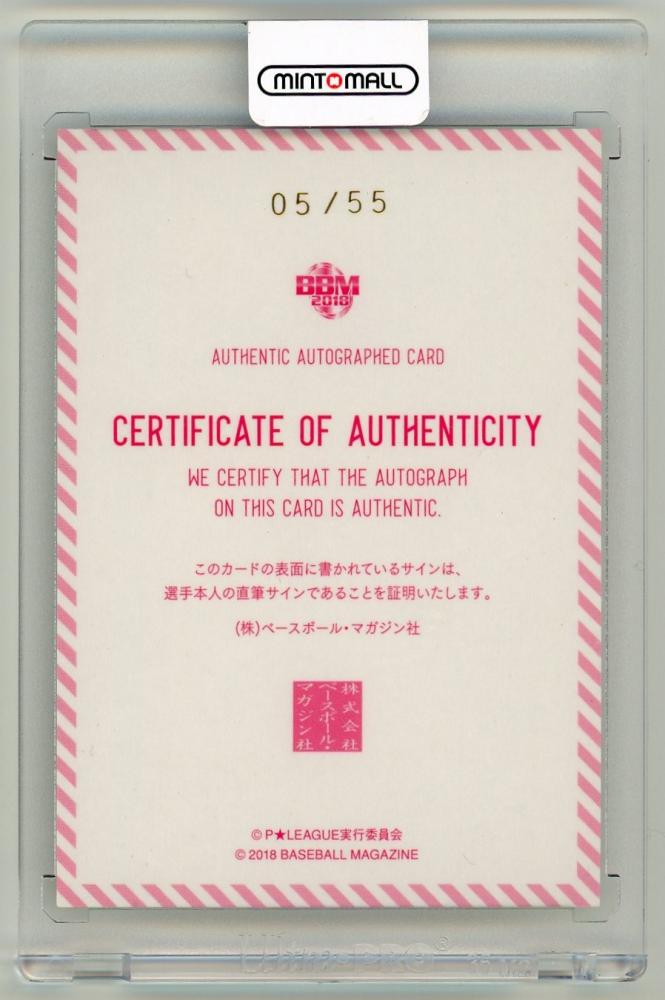 MINTMALL
05/55
BBM
2018
AUTHENTIC AUTOGRAPHED CARD
CERTIFICATE OF AUTHENTICITY
WE CERTIFY THAT THE AUTOGRAPH
ON THIS CARD IS AUTHENTIC.
このカードの表面に書かれているサインは、
選手本人の直筆サインであることを証明いたします。
(株)ベースボール・マガジン社
株式会社
ベースボール・
マガジン社
© P★LEAGUE実行委員会
© 2018 BASEBALL MAGAZINE
Ultra·PRO®